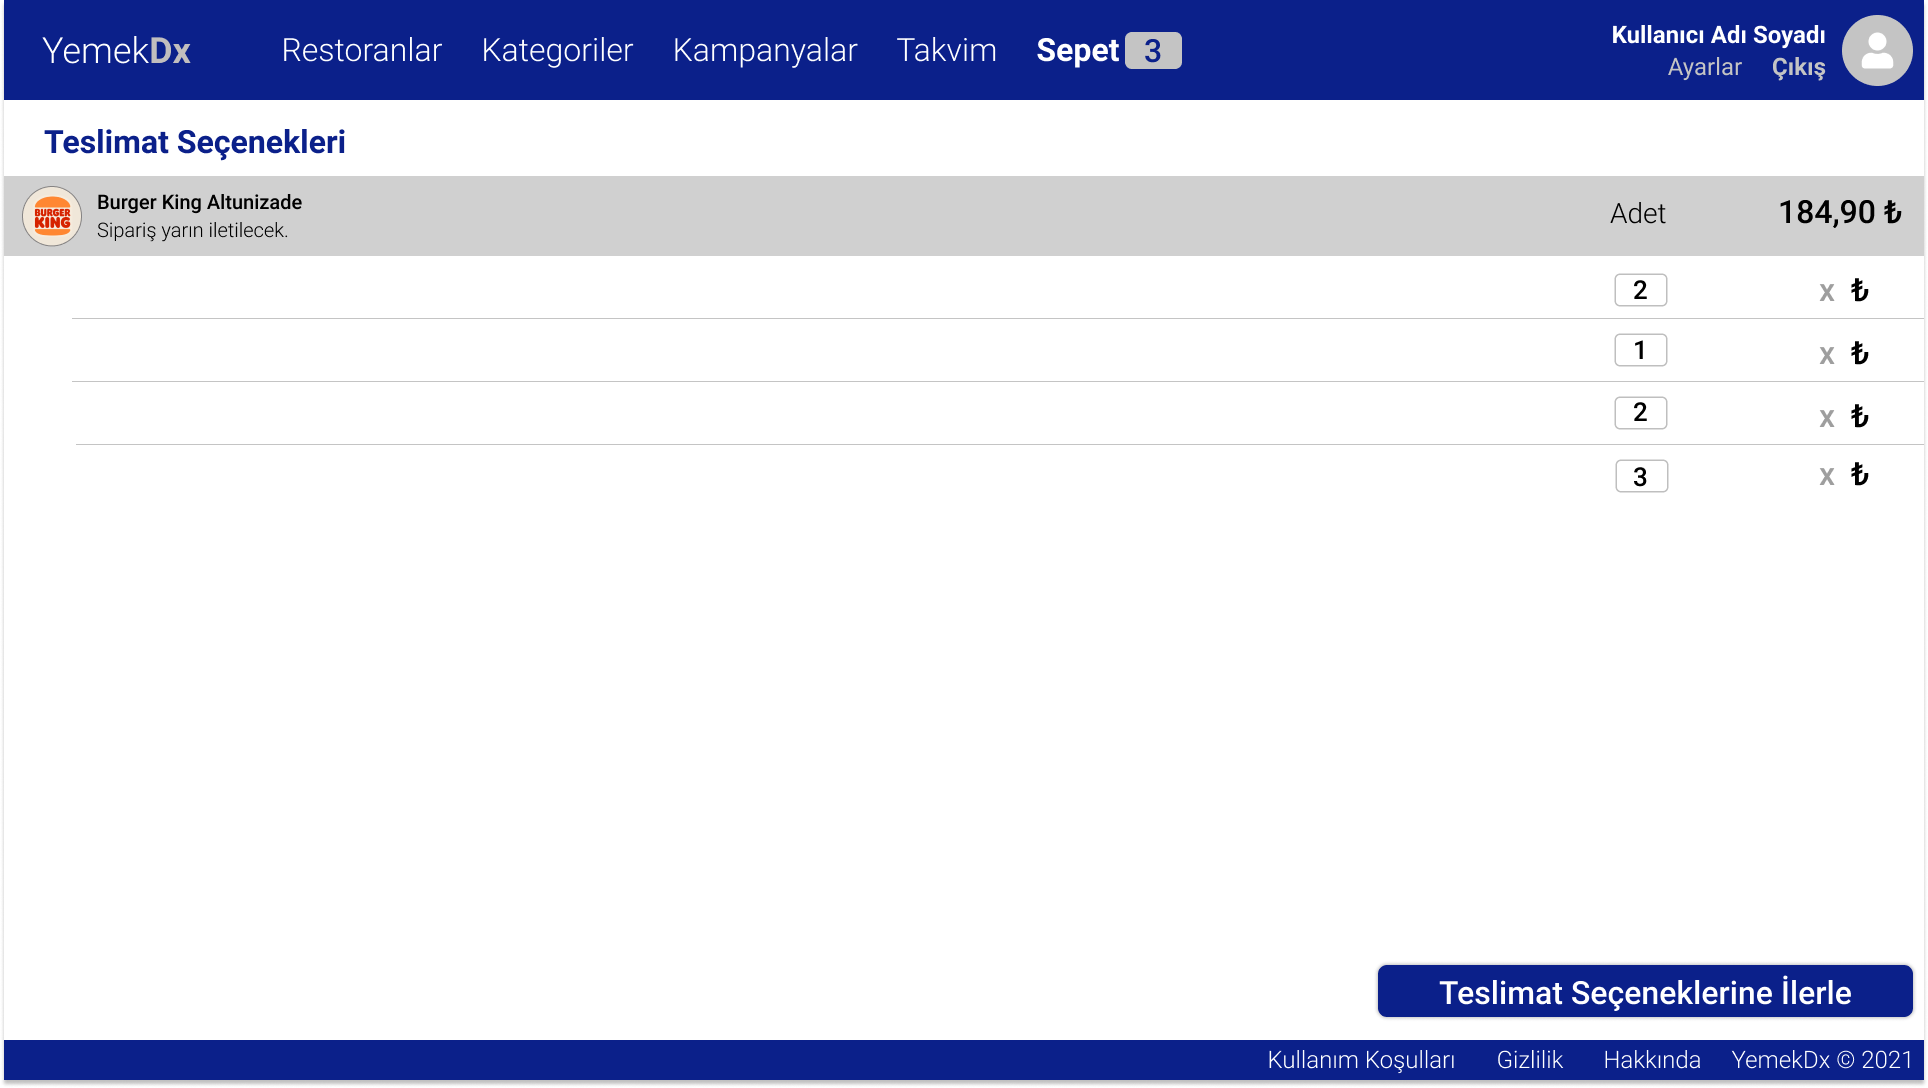 YemekDx Restoranlar Kategoriler Kampanyalar Takvim Sepet 3 Kullanıcı Adı Soyadı
Ayarlar Çıkış
Teslimat Seçenekleri
BURGER KING
Burger King Altunizade
Sipariş yarın iletilecek.
Adet 184,90 ₺
2 x ₺
1 x ₺
2 x ₺
3 x ₺
Teslimat Seçeneklerine İlerle
Kullanım Koşulları Gizlilik Hakkında YemekDx © 2021